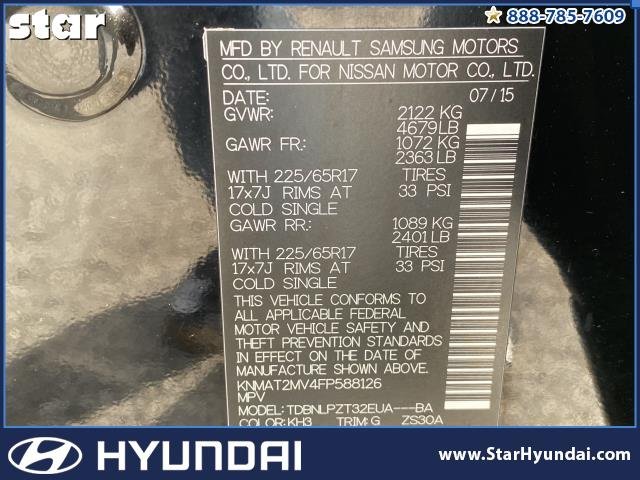 star
★ 888-785-7609
MFD BY RENAULT SAMSUNG MOTORS
CO., LTD. FOR NISSAN MOTOR CO., LTD.
DATE: 07/15
GVWR: 2122 KG
4679 LB
GAWR FR: 1072 KG
2363 LB
WITH 225/65R17 TIRES
17x7J RIMS AT 33 PSI
COLD SINGLE
GAWR RR: 1089 KG
2401 LB
WITH 225/65R17 TIRES
17x7J RIMS AT 33 PSI
COLD SINGLE
THIS VEHICLE CONFORMS TO
ALL APPLICABLE FEDERAL
MOTOR VEHICLE SAFETY AND
THEFT PREVENTION STANDARDS
IN EFFECT ON THE DATE OF
MANUFACTURE SHOWN ABOVE.
KNMAT2MV4FP588126
MPV
MODEL: TDBNLPZT32EUA---BA
COLOR: KH3 TRIM: G ZS30A
HYUNDAI
www.StarHyundai.com